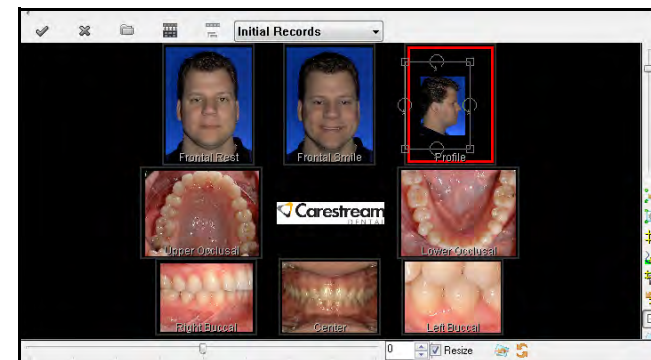 Initial Records
Frontal Rest
Frontal Smile
Profile
Upper Occlusal
Carestream
DENTAL
Lower Occlusal
Right Buccal
Center
Left Buccal
0
Resize